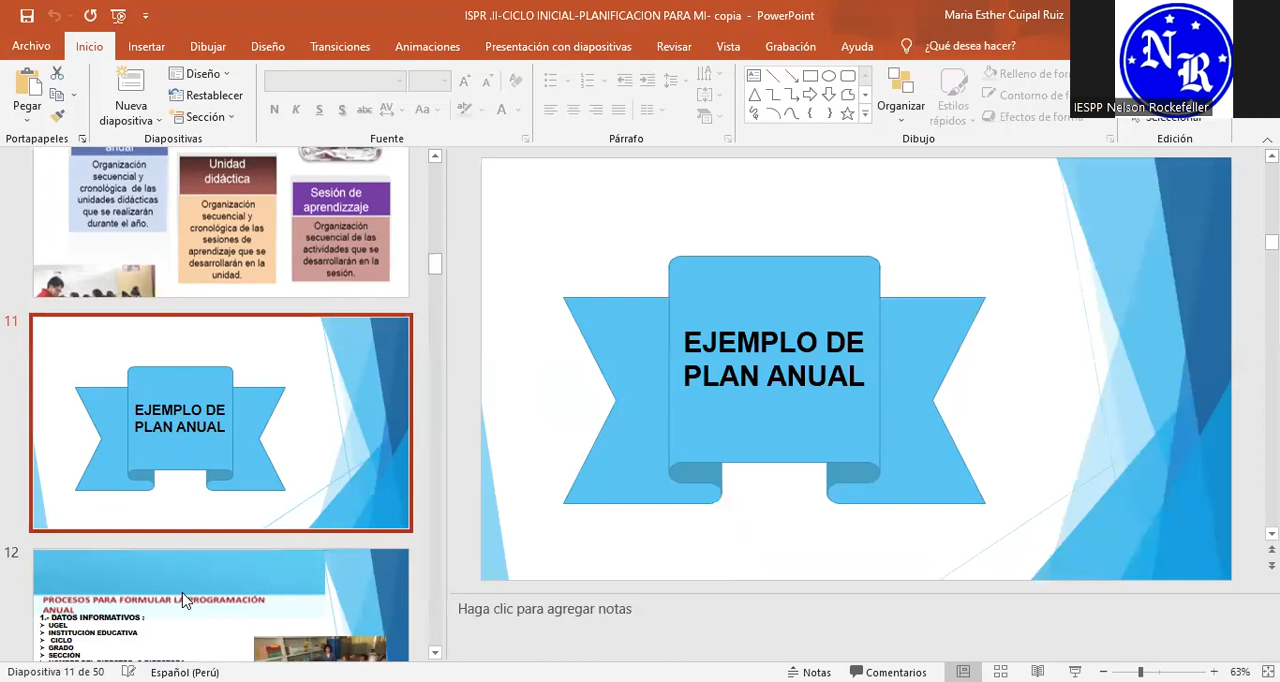 ISPR .II-CICLO INICIAL-PLANIFICACION PARA MI- copia - PowerPoint
Maria Esther Cuipal Ruiz
Archivo Inicio Insertar Dibujar Diseño Transiciones Animaciones Presentación con diapositivas Revisar Vista Grabación Ayuda ¿Qué desea hacer?
NR
IESPP Nelson Rockefeller
Pegar
Nueva
diapositiva
Diseño
Restablecer
Sección
N K S S abc AV Aa A
Organizar
Estilos
rápidos
Relleno de form
Contorno de
Efectos de forma
Seleccionar
Portapapeles Diapositivas Fuente Párrafo Dibujo Edición
anual
Organización
secuencial y
cronológica de las
unidades didácticas
que se realizarán
durante el año.
Unidad
didáctica
Organización
secuencial y
cronológica de las
sesiones de
aprendizaje que se
desarrollarán en la
unidad.
Sesión de
aprendizzaje
Organización
secuencial de las
actividades que se
desarrollarán en la
sesión.
11
EJEMPLO DE
PLAN ANUAL
12
PROCESOS PARA FORMULAR LA PROGRAMACIÓN
ANUAL
1.- DATOS INFORMATIVOS :
UGEL
INSTITUCIÓN EDUCATIVA
CICLO
GRADO
SECCIÓN
EJEMPLO DE
PLAN ANUAL
Haga clic para agregar notas
Diapositiva 11 de 50 Español (Perú) Notas Comentarios 63%